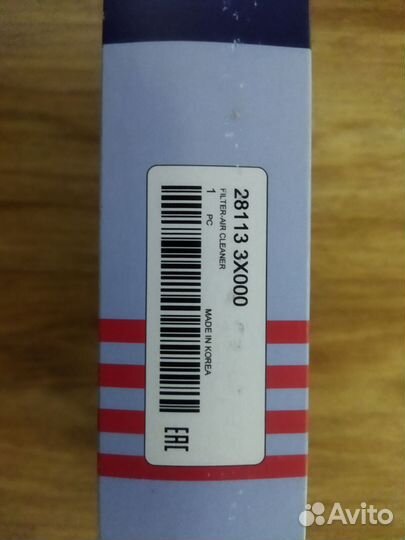 28113 3X000
FILTER-AIR CLEANER
1 PC MADE IN KOREA
EAC
Avito